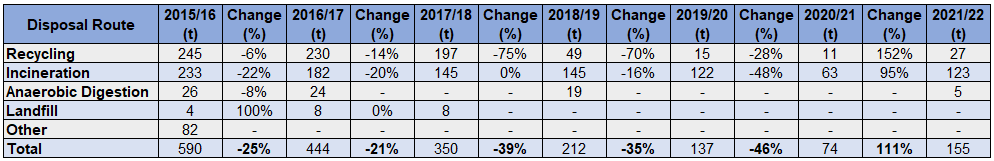 Disposal Route 2015/16 (t) Change (%) 2016/17 (t) Change (%) 2017/18 (t) Change (%) 2018/19 (t) Change (%) 2019/20 (t) Change (%) 2020/21 (t) Change (%) 2021/22 (t)
Recycling 245 -6% 230 -14% 197 -75% 49 -70% 15 -28% 11 152% 27
Incineration 233 -22% 182 -20% 145 0% 145 -16% 122 -48% 63 95% 123
Anaerobic Digestion 26 -8% 24 - - - 19 - - - - - 5
Landfill 4 100% 8 0% 8 - - - - - - - -
Other 82 - - - - - - - - - - - -
Total 590 -25% 444 -21% 350 -39% 212 -35% 137 -46% 74 111% 155